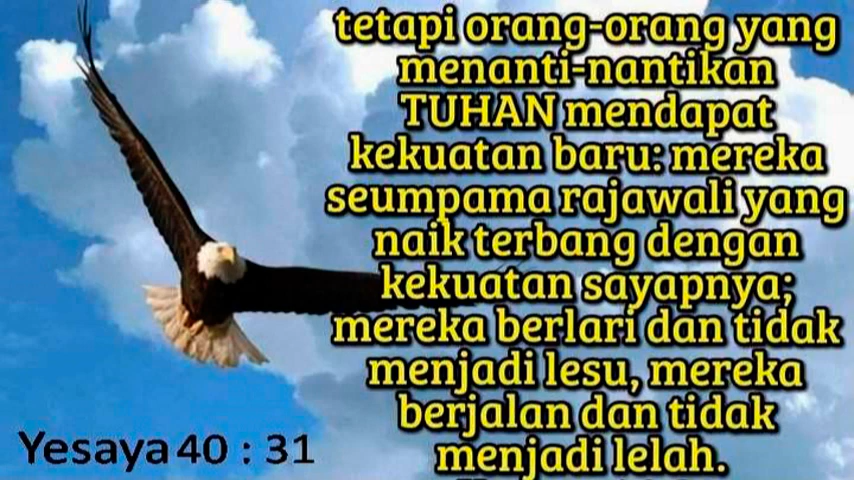 tetapi orang-orang yang
menanti-nantikan
TUHAN mendapat
kekuatan baru: mereka
seumpama rajawali yang
naik terbang dengan
kekuatan sayapnya;
mereka berlari dan tidak
menjadi lesu, mereka
berjalan dan tidak
menjadi lelah.
Yesaya 40 : 31